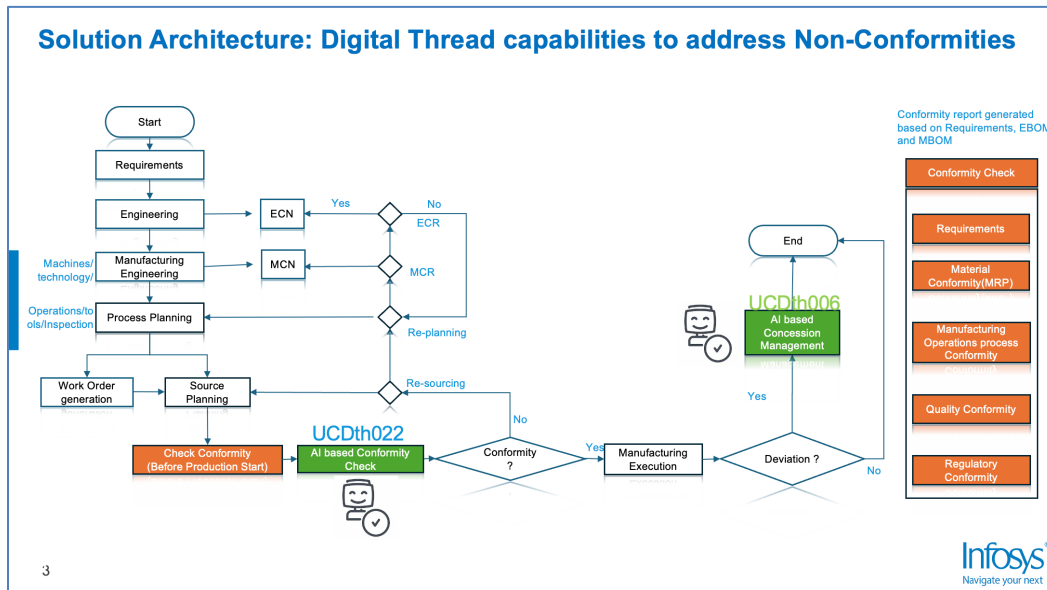 Solution Architecture: Digital Thread capabilities to address Non-Conformities
Start
Requirements
Engineering
ECN
Yes
No
ECR
Machines/
technology/
Manufacturing
Engineering
MCN
MCR
Operations/to
ols/Inspection
Process Planning
Re-planning
Work Order
generation
Source
Planning
Re-sourcing
No
Check Conformity
(Before Production Start)
UCDth022
AI based Conformity
Check
Conformity
?
Yes
Manufacturing
Execution
Deviation ?
No
Yes
UCDth006
AI based
Concession
Management
End
Conformity report generated
based on Requirements, EBOM
and MBOM
Conformity Check
Requirements
Material
Conformity(MRP)
Manufacturing
Operations process
Conformity
Quality Conformity
Regulatory
Conformity
3
Infosys
Navigate your next